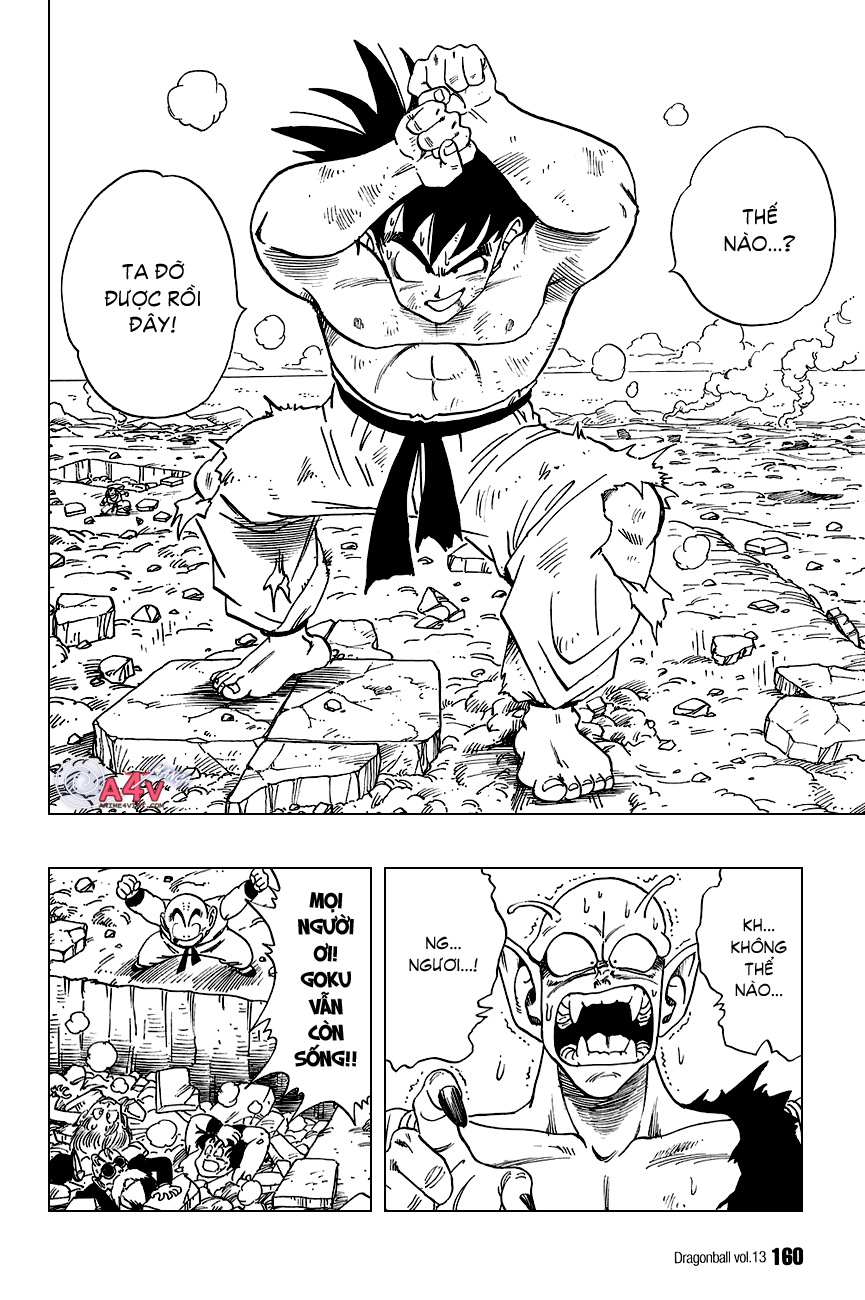 THẾ
NÀO...?
TA ĐỠ
ĐƯỢC RỒI
ĐÂY!
KH...
KHÔNG
THỂ
NÀO...
NG...
NGƯƠI...!
MỌI
NGƯỜI
ƠI!
GOKU
VẪN
CÒN
SỐNG!!
A4V
Dragonball vol.13 160